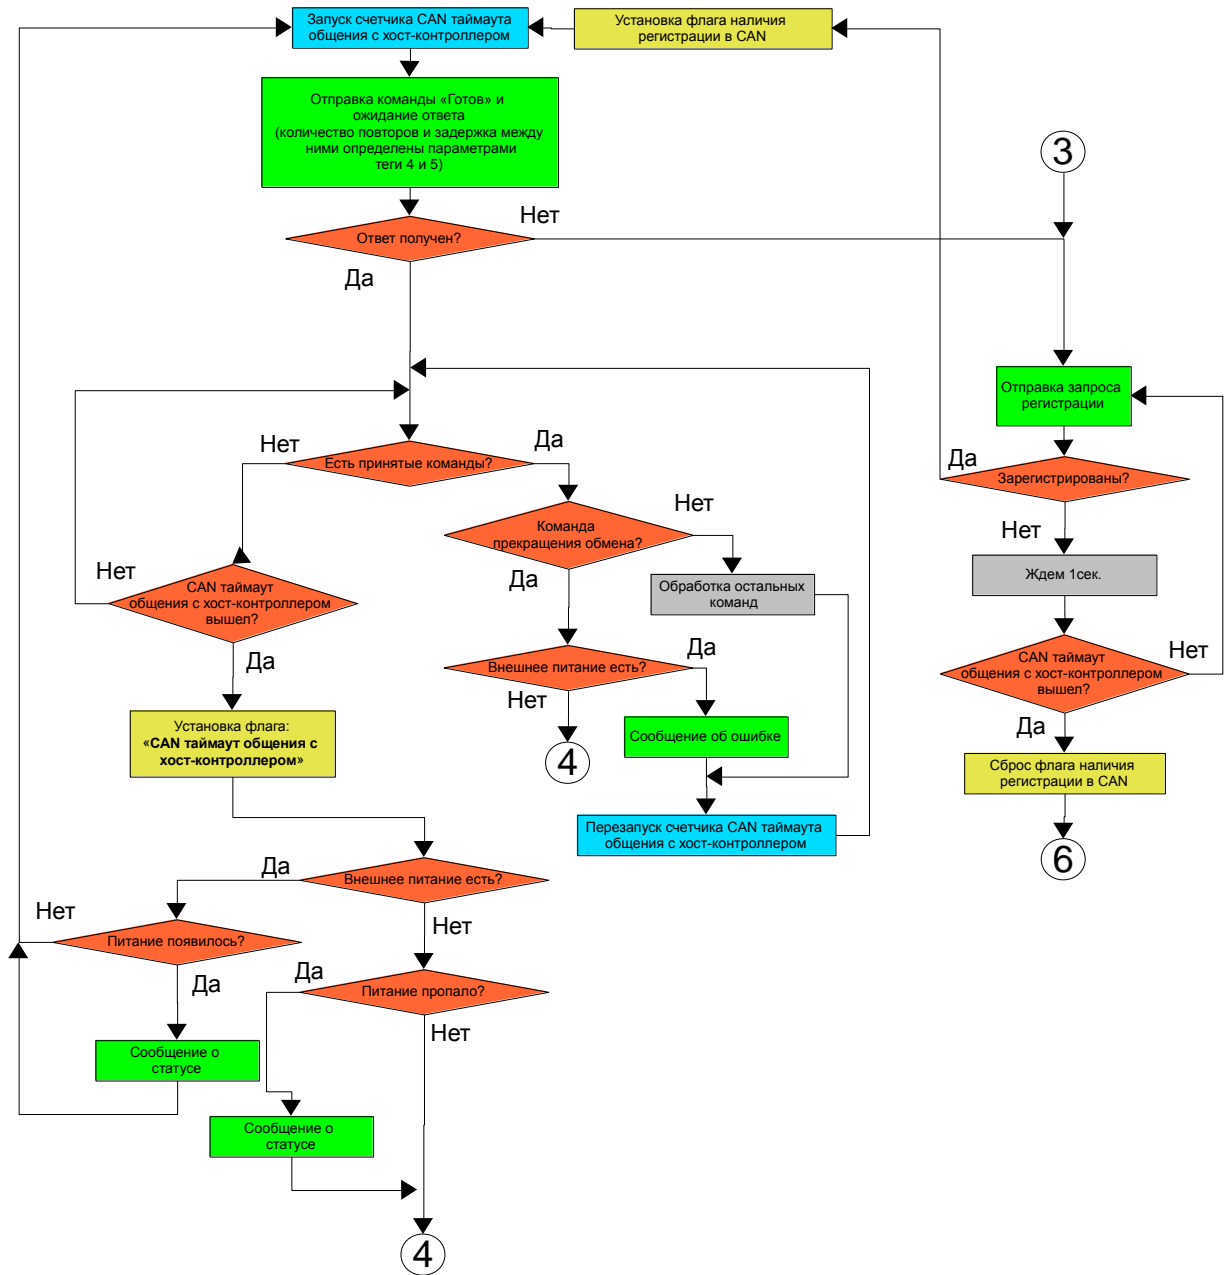 Запуск счетчика CAN таймаута
общения с хост-контроллером
Установка флага наличия
регистрации в CAN
Отправка команды «Готов» и
ожидание ответа
(количество повторов и задержка между
ними определены параметрами
теги 4 и 5)
3
Нет
Ответ получен?
Да
Отправка запроса
регистрации
Да
Зарегистрированы?
Нет
Ждем 1сек.
CAN таймаут
общения с хост-контроллером
вышел?
Нет
Да
Сброс флага наличия
регистрации в CAN
6
Нет
Да
Есть принятые команды?
Нет
Команда
прекращения обмена?
Да
Обработка остальных
команд
Нет
CAN таймаут
общения с хост-контроллером
вышел?
Да
Внешнее питание есть?
Да
Нет
4
Сообщение об ошибке
Перезапуск счетчика CAN таймаута
общения с хост-контроллером
Установка флага:
«CAN таймаут общения с
хост-контроллером»
Да
Внешнее питание есть?
Нет
Нет
Питание появилось?
Да
Сообщение о
статусе
Да
Питание пропало?
Нет
Сообщение о
статусе
4